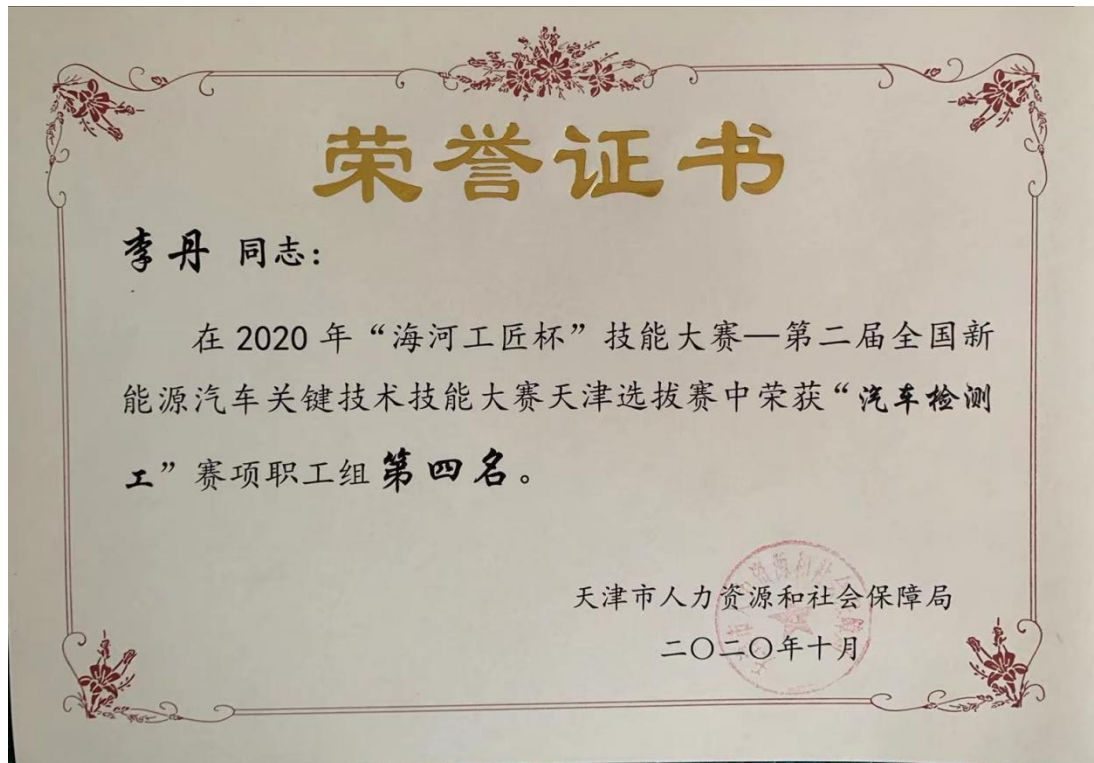 荣誉证书
李丹 同志：
在 2020 年“海河工匠杯”技能大赛—第二届全国新
能源汽车关键技术技能大赛天津选拔赛中荣获“汽车检测
工”赛项职工组第四名。
天津市人力资源和社会保障局
二〇二〇年十月